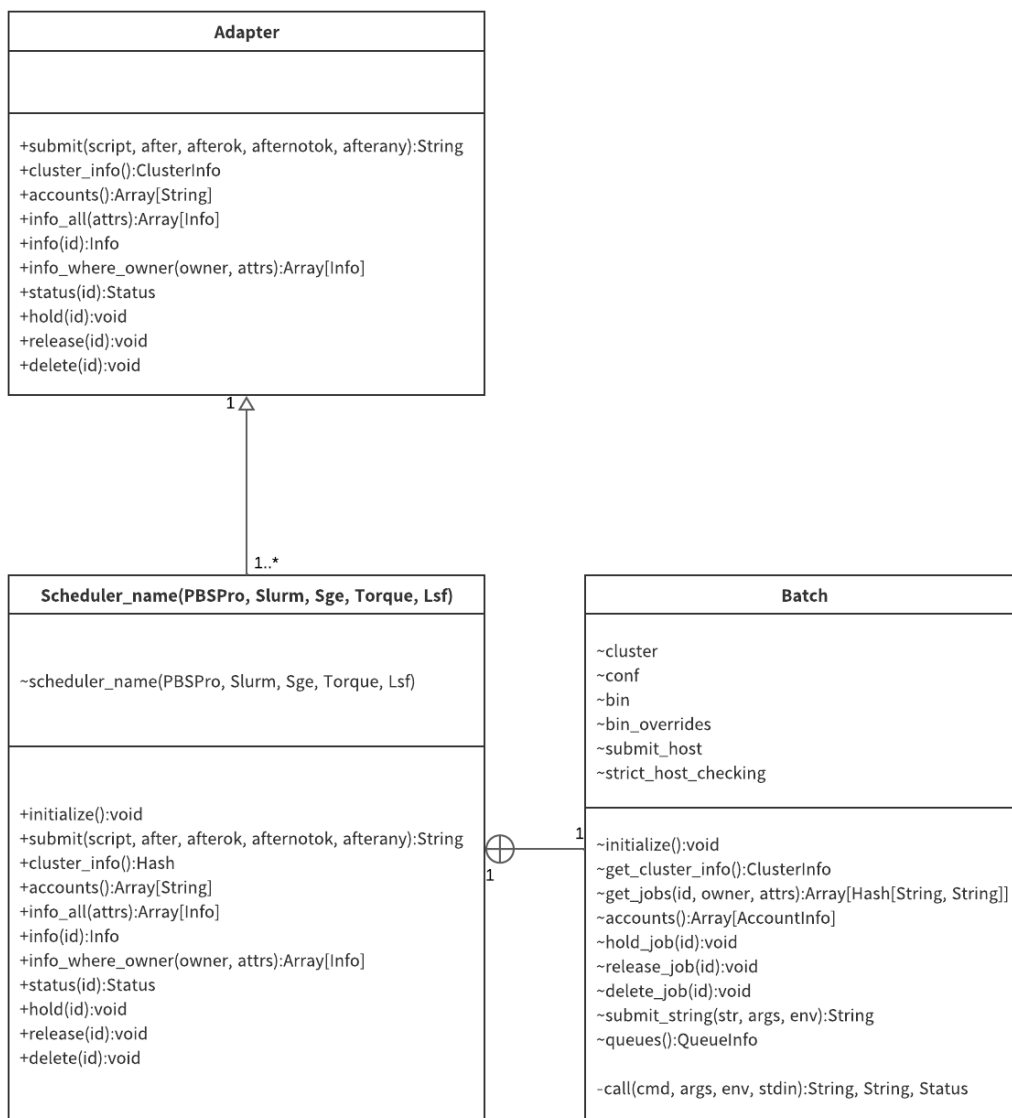 Adapter
+submit(script, after, afterok, afternotok, afterany):String
+cluster_info():ClusterInfo
+accounts():Array[String]
+info_all(attrs):Array[Info]
+info(id):Info
+info_where_owner(owner, attrs):Array[Info]
+status(id):Status
+hold(id):void
+release(id):void
+delete(id):void
1
1..*
Scheduler_name(PBSPro, Slurm, Sge, Torque, Lsf)
~scheduler_name(PBSPro, Slurm, Sge, Torque, Lsf)
+initialize():void
+submit(script, after, afterok, afternotok, afterany):String
+cluster_info():Hash
+accounts():Array[String]
+info_all(attrs):Array[Info]
+info(id):Info
+info_where_owner(owner, attrs):Array[Info]
+status(id):Status
+hold(id):void
+release(id):void
+delete(id):void
1
1
Batch
~cluster
~conf
~bin
~bin_overrides
~submit_host
~strict_host_checking
~initialize():void
~get_cluster_info():ClusterInfo
~get_jobs(id, owner, attrs):Array[Hash[String, String]]
~accounts():Array[AccountInfo]
~hold_job(id):void
~release_job(id):void
~delete_job(id):void
~submit_string(str, args, env):String
~queues():QueueInfo
-call(cmd, args, env, stdin):String, String, Status